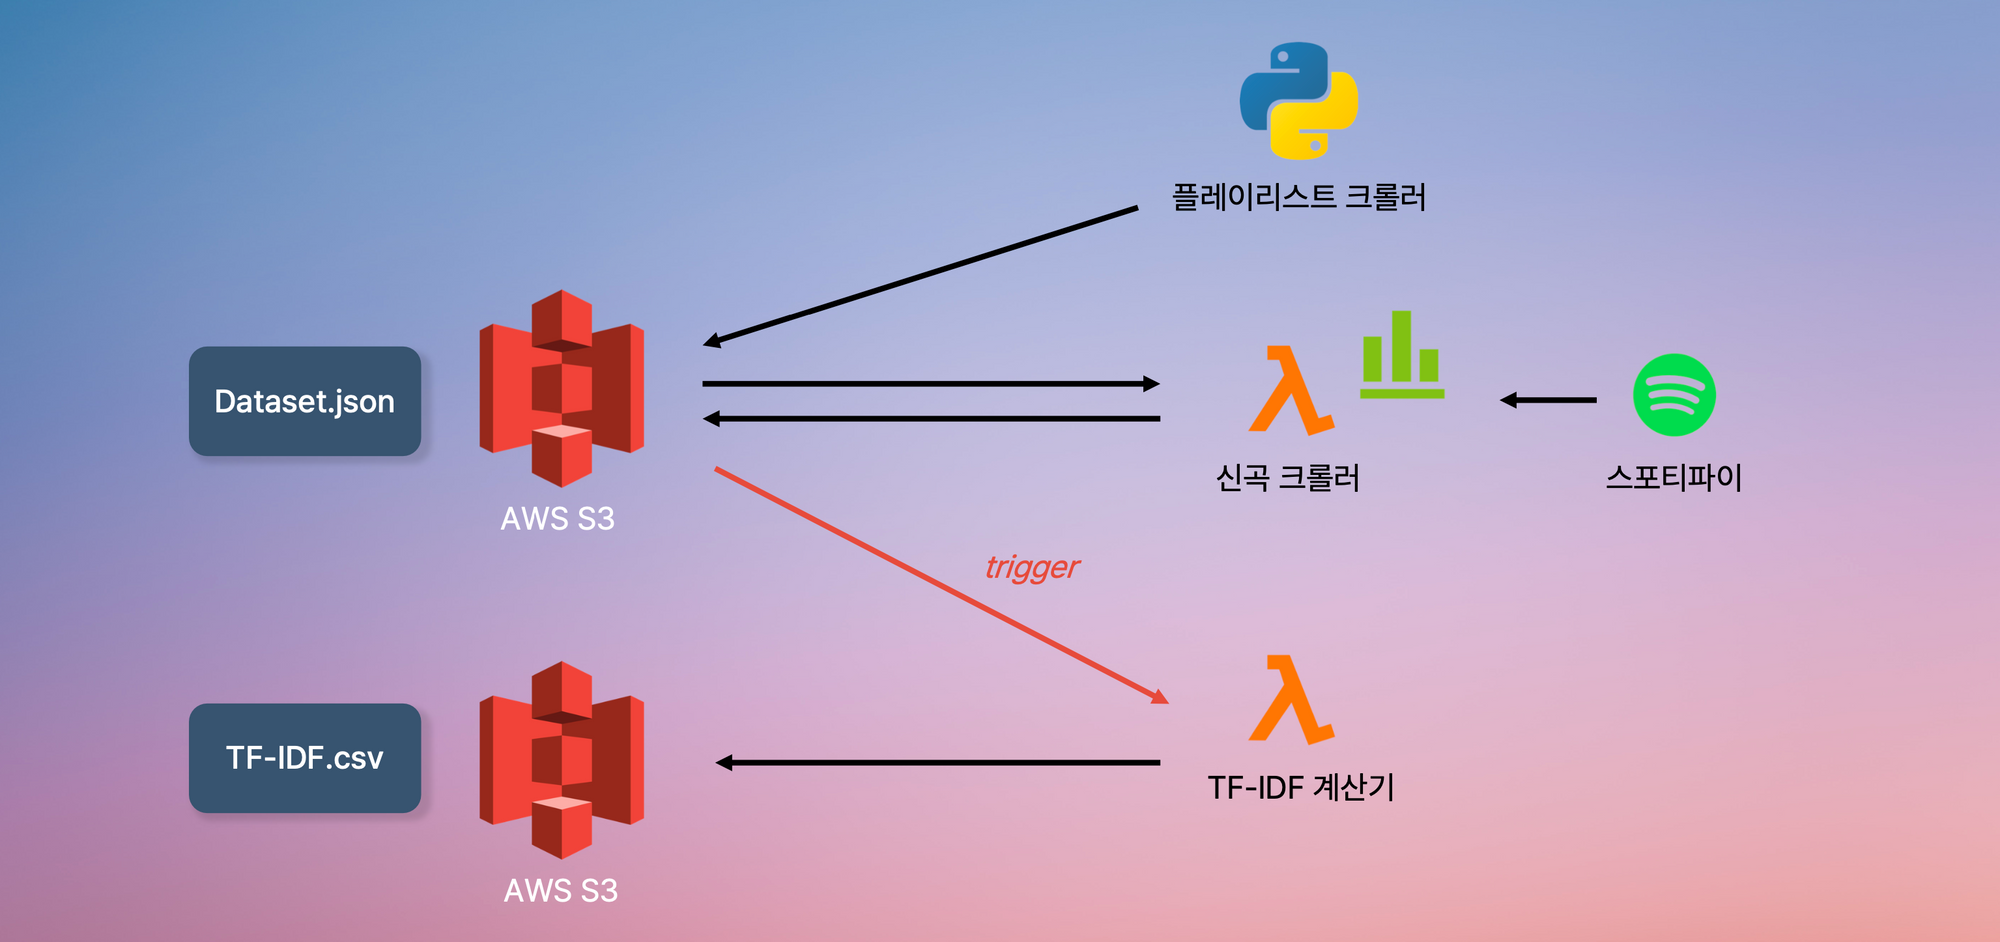 플레이리스트 크롤러
Dataset.json
AWS S3
신곡 크롤러
스포티파이
trigger
TF-IDF.csv
TF-IDF 계산기
AWS S3